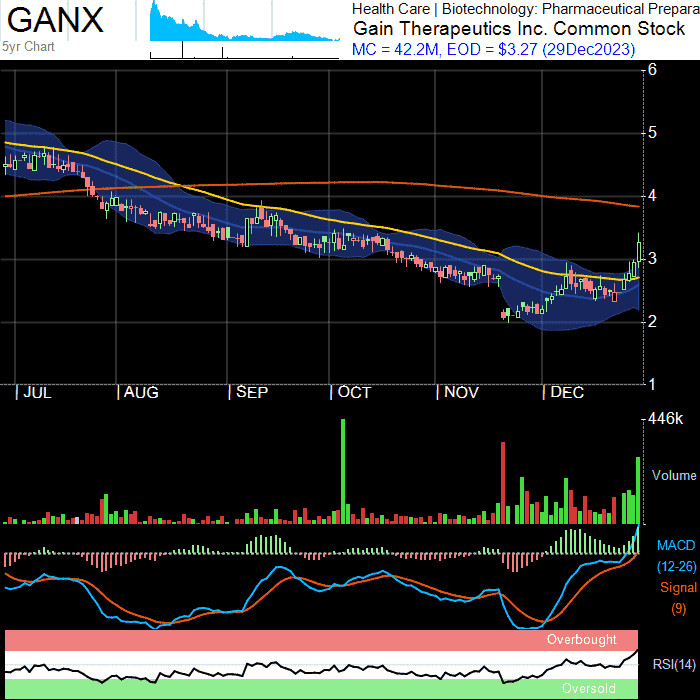 GANX
5yr Chart
Health Care | Biotechnology: Pharmaceutical Prepara
Gain Therapeutics Inc. Common Stock
MC = 42.2M, EOD = $3.27 (29Dec2023)
6
5
4
3
2
1
JUL AUG SEP OCT NOV DEC
446k
Volume
MACD
(12-26)
Signal
(9)
Overbought
RSI(14)
Oversold